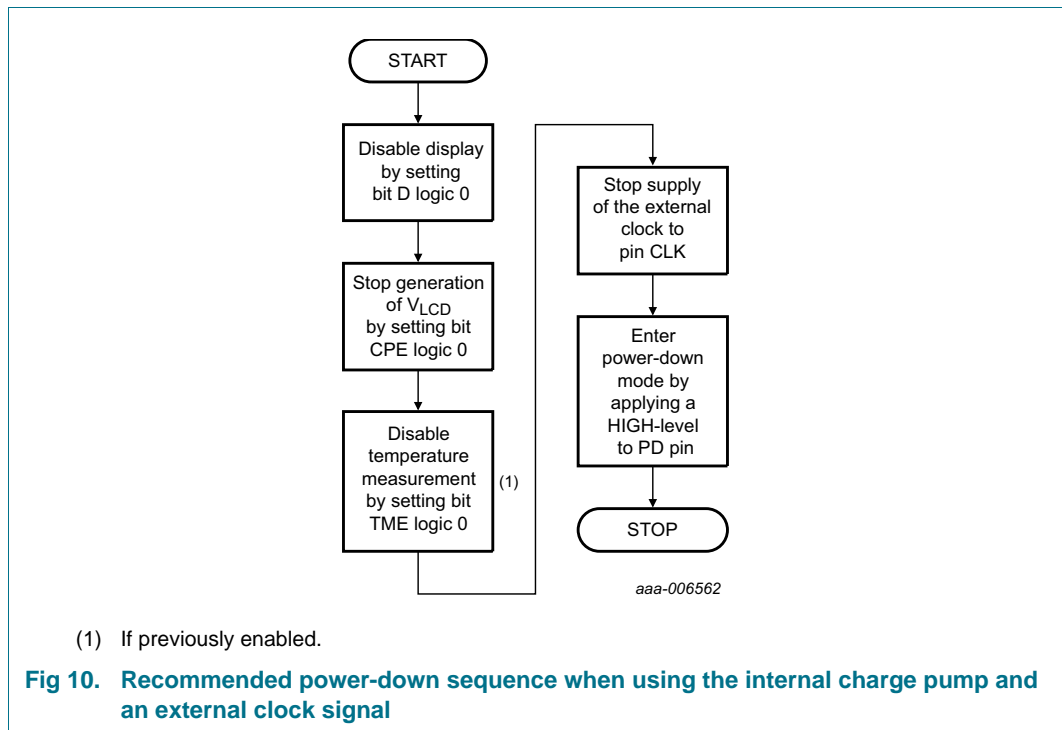 START
Disable display
by setting
bit D logic 0
Stop generation
of VLCD
by setting bit
CPE logic 0
Disable
temperature
measurement
by setting bit
TME logic 0
(1)
Stop supply
of the external
clock to
pin CLK
Enter
power-down
mode by
applying a
HIGH-level
to PD pin
STOP
aaa-006562
(1) If previously enabled.
Fig 10. Recommended power-down sequence when using the internal charge pump and
an external clock signal